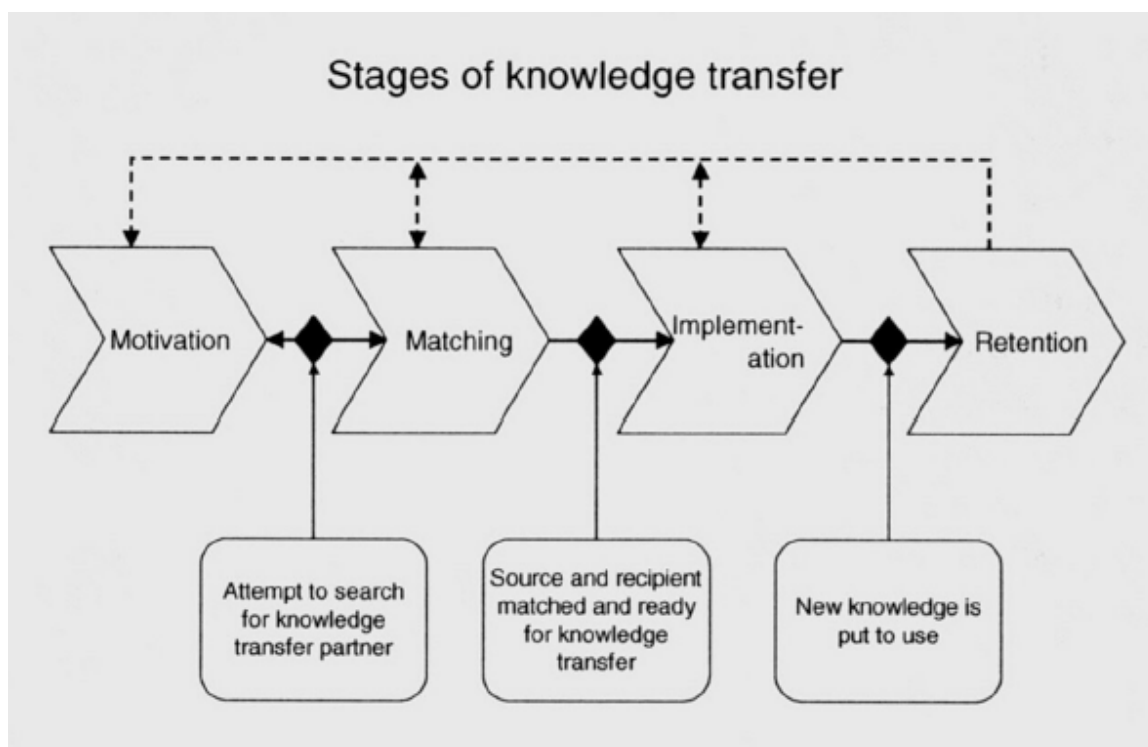 Stages of knowledge transfer
Motivation
Matching
Implement-
ation
Retention
Attempt to search
for knowledge
transfer partner
Source and recipient
matched and ready
for knowledge
transfer
New knowledge is
put to use